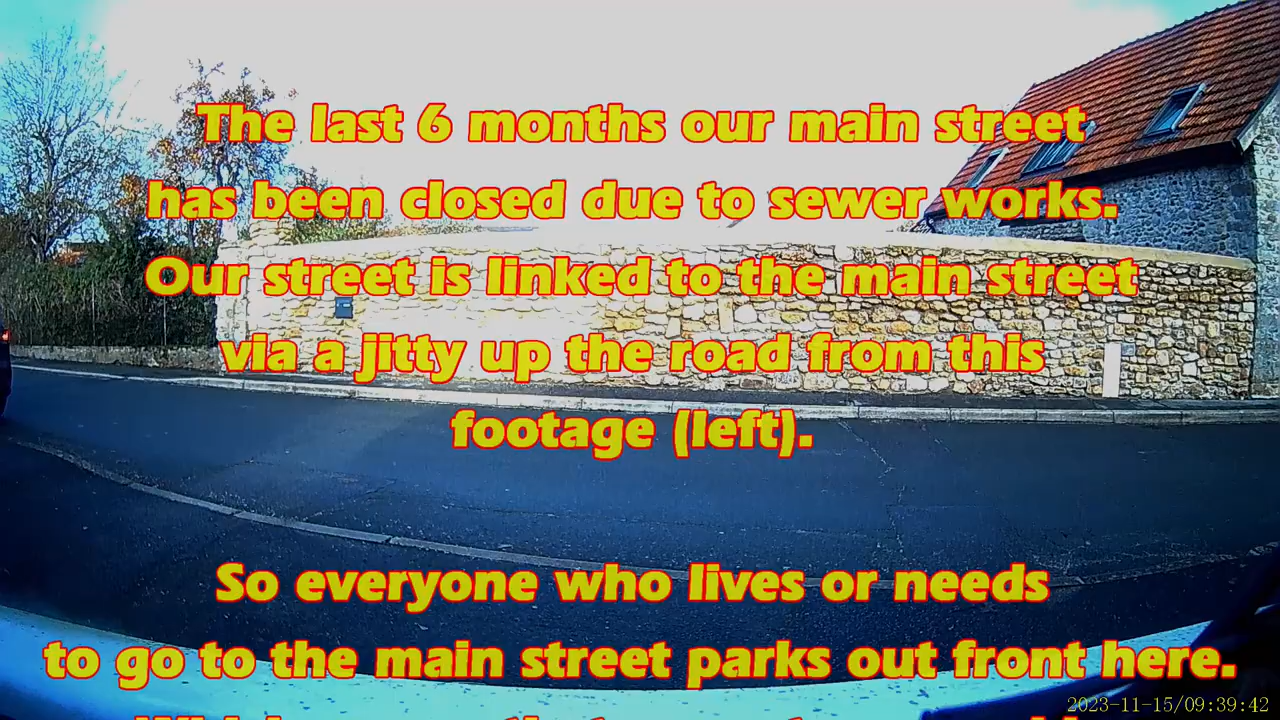 The last 6 months our main street
has been closed due to sewer works.
Our street is linked to the main street
via a jitty up the road from this
footage (left).
So everyone who lives or needs
to go to the main street parks out front here.
2023-11-15/09:39:42